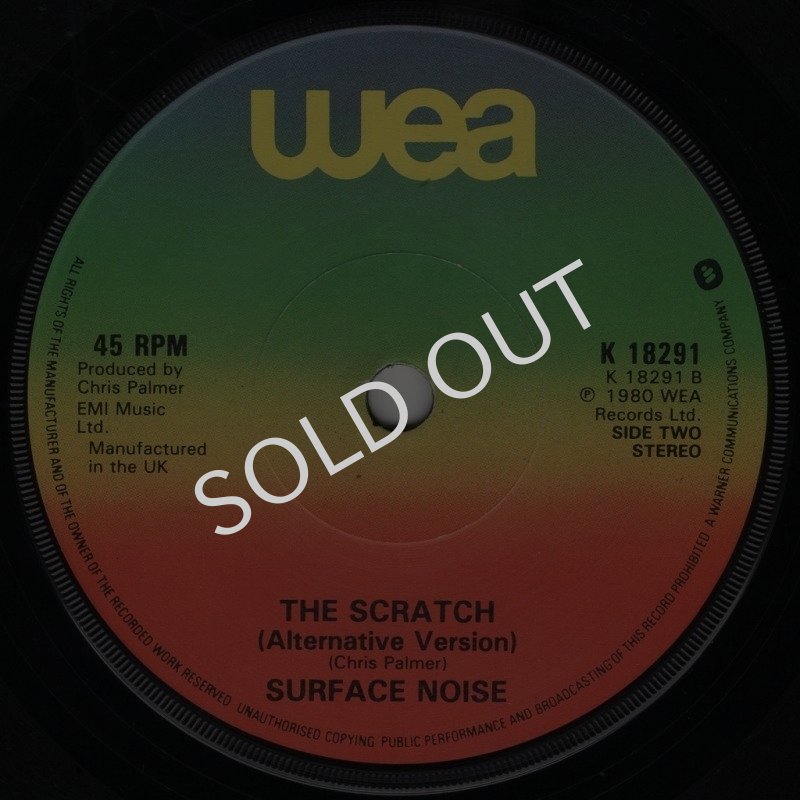 wea
45 RPM
Produced by
Chris Palmer
EMI Music
Ltd.
Manufactured
in the UK
K 18291
K 18291 B
℗ 1980 WEA
Records Ltd.
SIDE TWO
STEREO
SOLD OUT
THE SCRATCH
(Alternative Version)
(Chris Palmer)
SURFACE NOISE
ALL RIGHTS OF THE MANUFACTURER AND OF THE OWNER OF THE RECORDED WORK RESERVED UNAUTHORISED COPYING PUBLIC PERFORMANCE AND BROADCASTING OF THIS RECORD PROHIBITED A WARNER COMMUNICATIONS COMPANY